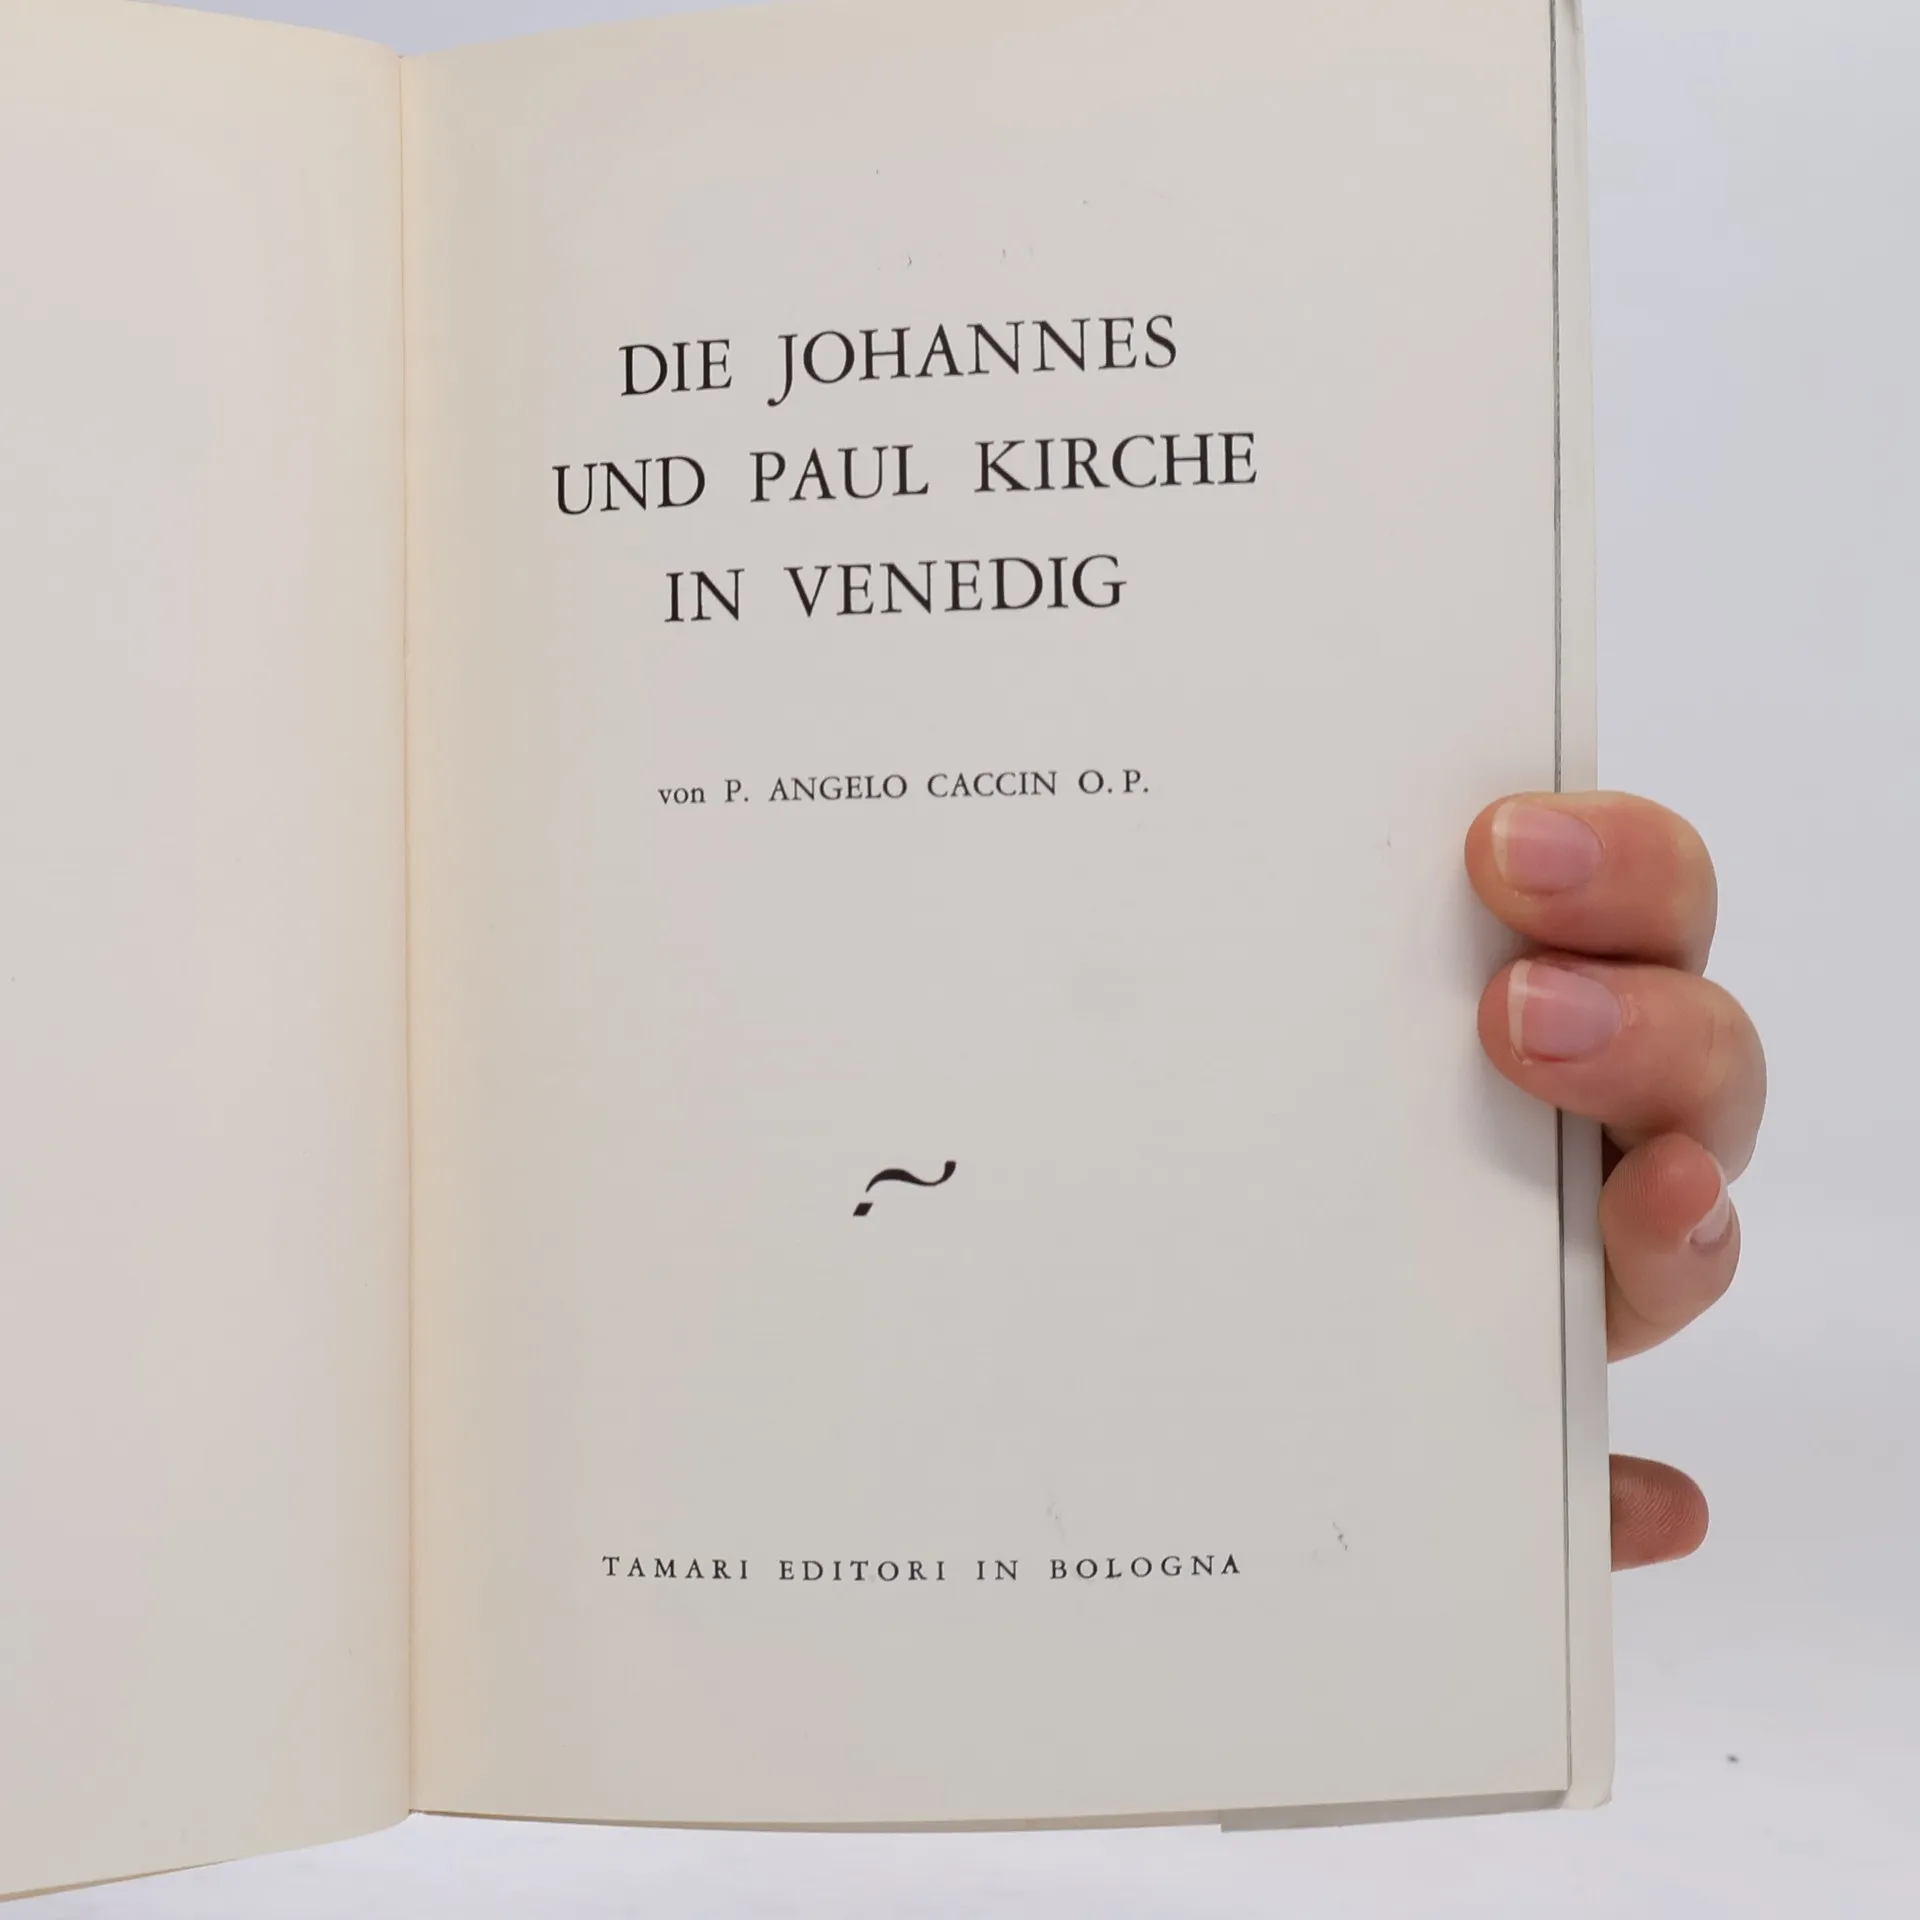 DIE JOHANNES
UND PAUL KIRCHE
IN VENEDIG
von P. ANGELO CACCIN O.P.
TAMARI EDITORI IN BOLOGNA